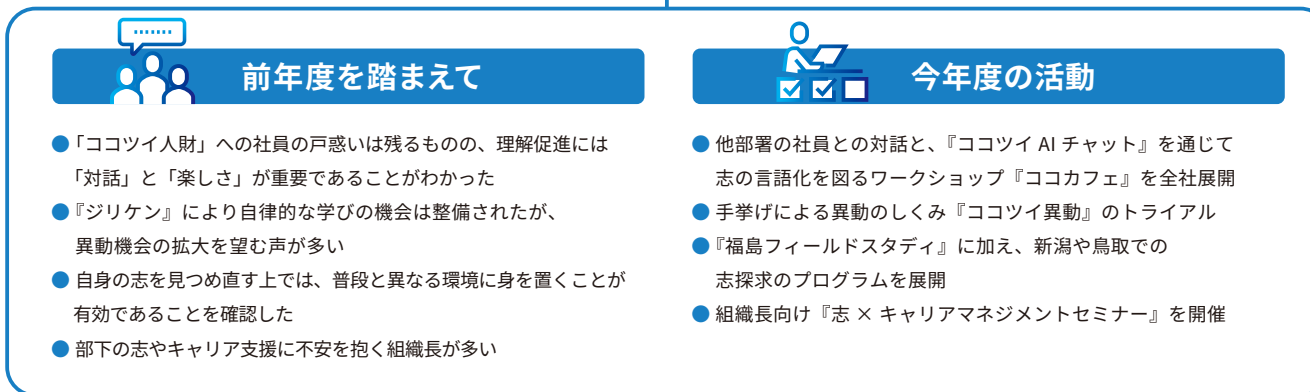 前年度を踏まえて
● 「ココツイ人財」への社員の戸惑いは残るものの、理解促進には
「対話」と「楽しさ」が重要であることがわかった
● 『ジリケン』により自律的な学びの機会は整備されたが、
異動機会の拡大を望む声が多い
● 自身の志を見つめ直す上では、普段と異なる環境に身を置くことが
有効であることを確認した
● 部下の志やキャリア支援に不安を抱く組織長が多い
今年度の活動
● 他部署の社員との対話と、『ココツイ AI チャット』を通じて
志の言語化を図るワークショップ『ココカフェ』を全社展開
● 手挙げによる異動のしくみ『ココツイ異動』のトライアル
● 『福島フィールドスタディ』に加え、新潟や鳥取での
志探求のプログラムを展開
● 組織長向け『志 × キャリアマネジメントセミナー』を開催